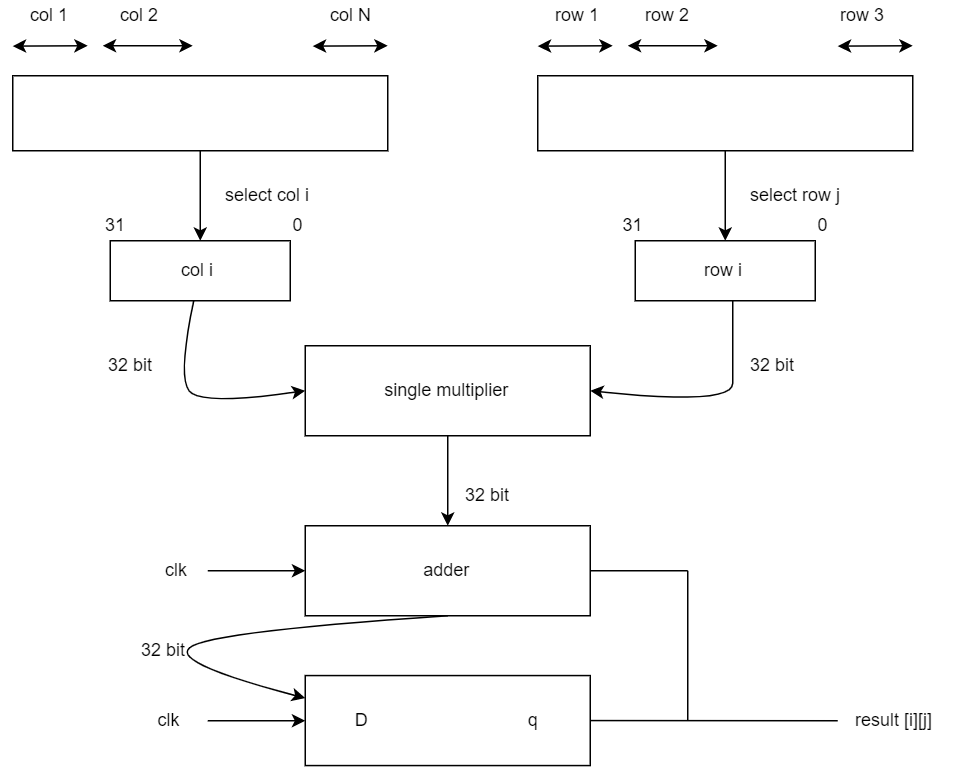 col 1 col 2 col N row 1 row 2 row 3
select col i select row j
31 0 31 0
col i row i
32 bit 32 bit
single multiplier
32 bit
clk adder
32 bit
clk D q result [i][j]